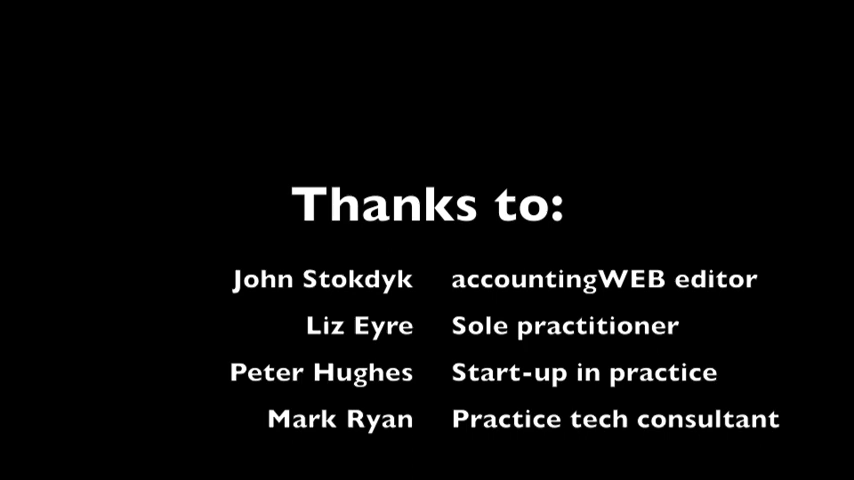 Thanks to:
John Stokdyk accountingWEB editor
Liz Eyre Sole practitioner
Peter Hughes Start-up in practice
Mark Ryan Practice tech consultant